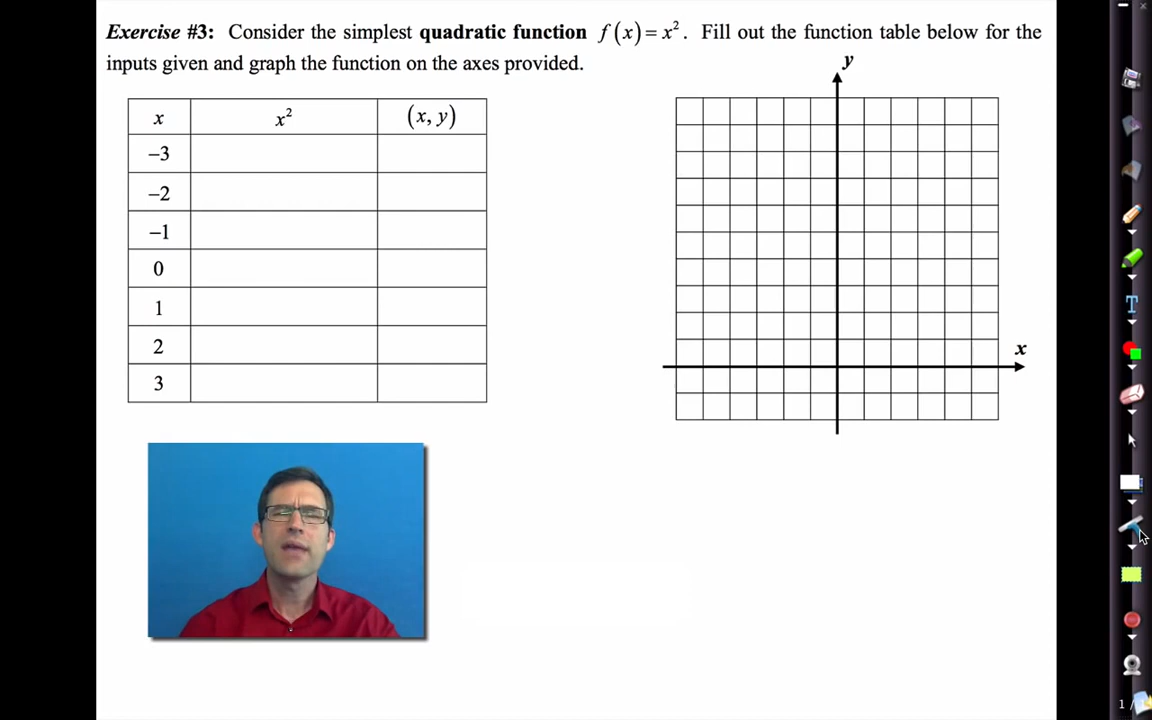 Exercise #3: Consider the simplest quadratic function f(x) = x². Fill out the function table below for the
inputs given and graph the function on the axes provided.
y
x x² (x, y)
−3
−2
−1
0
1
2
3
x
T
1 /